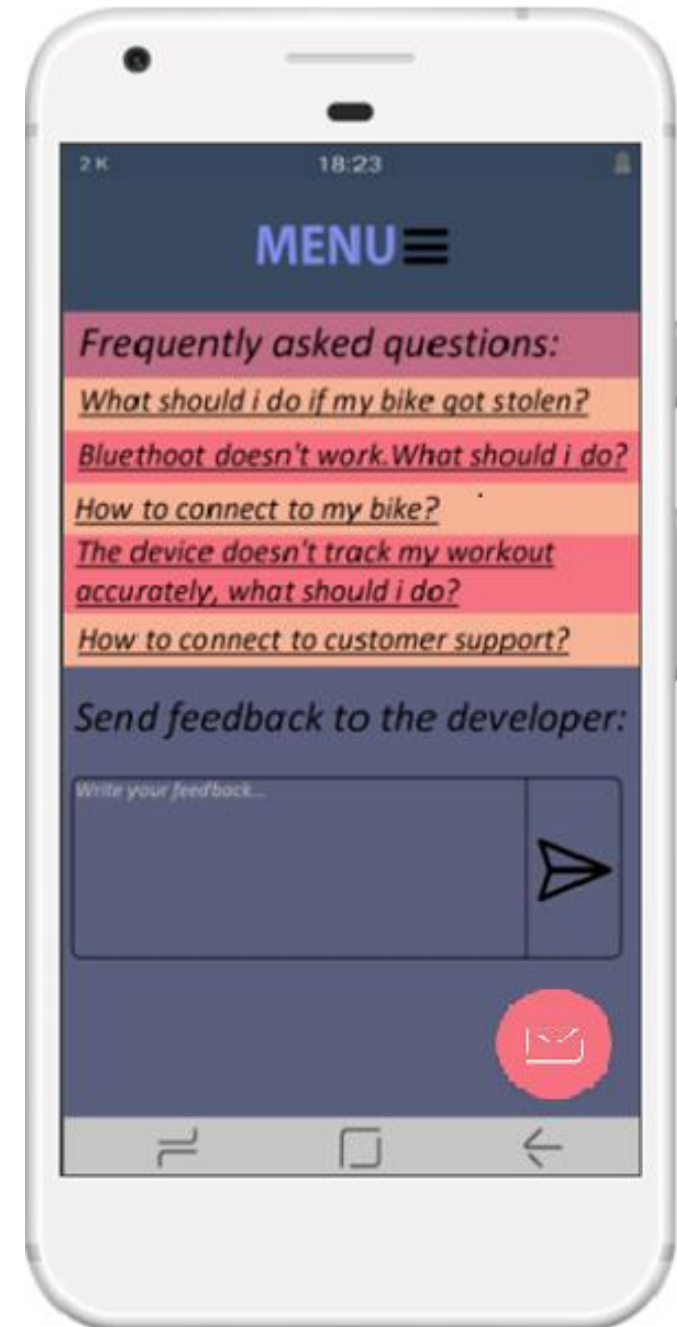 2 K 18:23
MENU
Frequently asked questions:
What should i do if my bike got stolen?
Bluethoot doesn't work.What should i do?
How to connect to my bike?
The device doesn't track my workout
accurately, what should i do?
How to connect to customer support?
Send feedback to the developer:
Write your feedback...